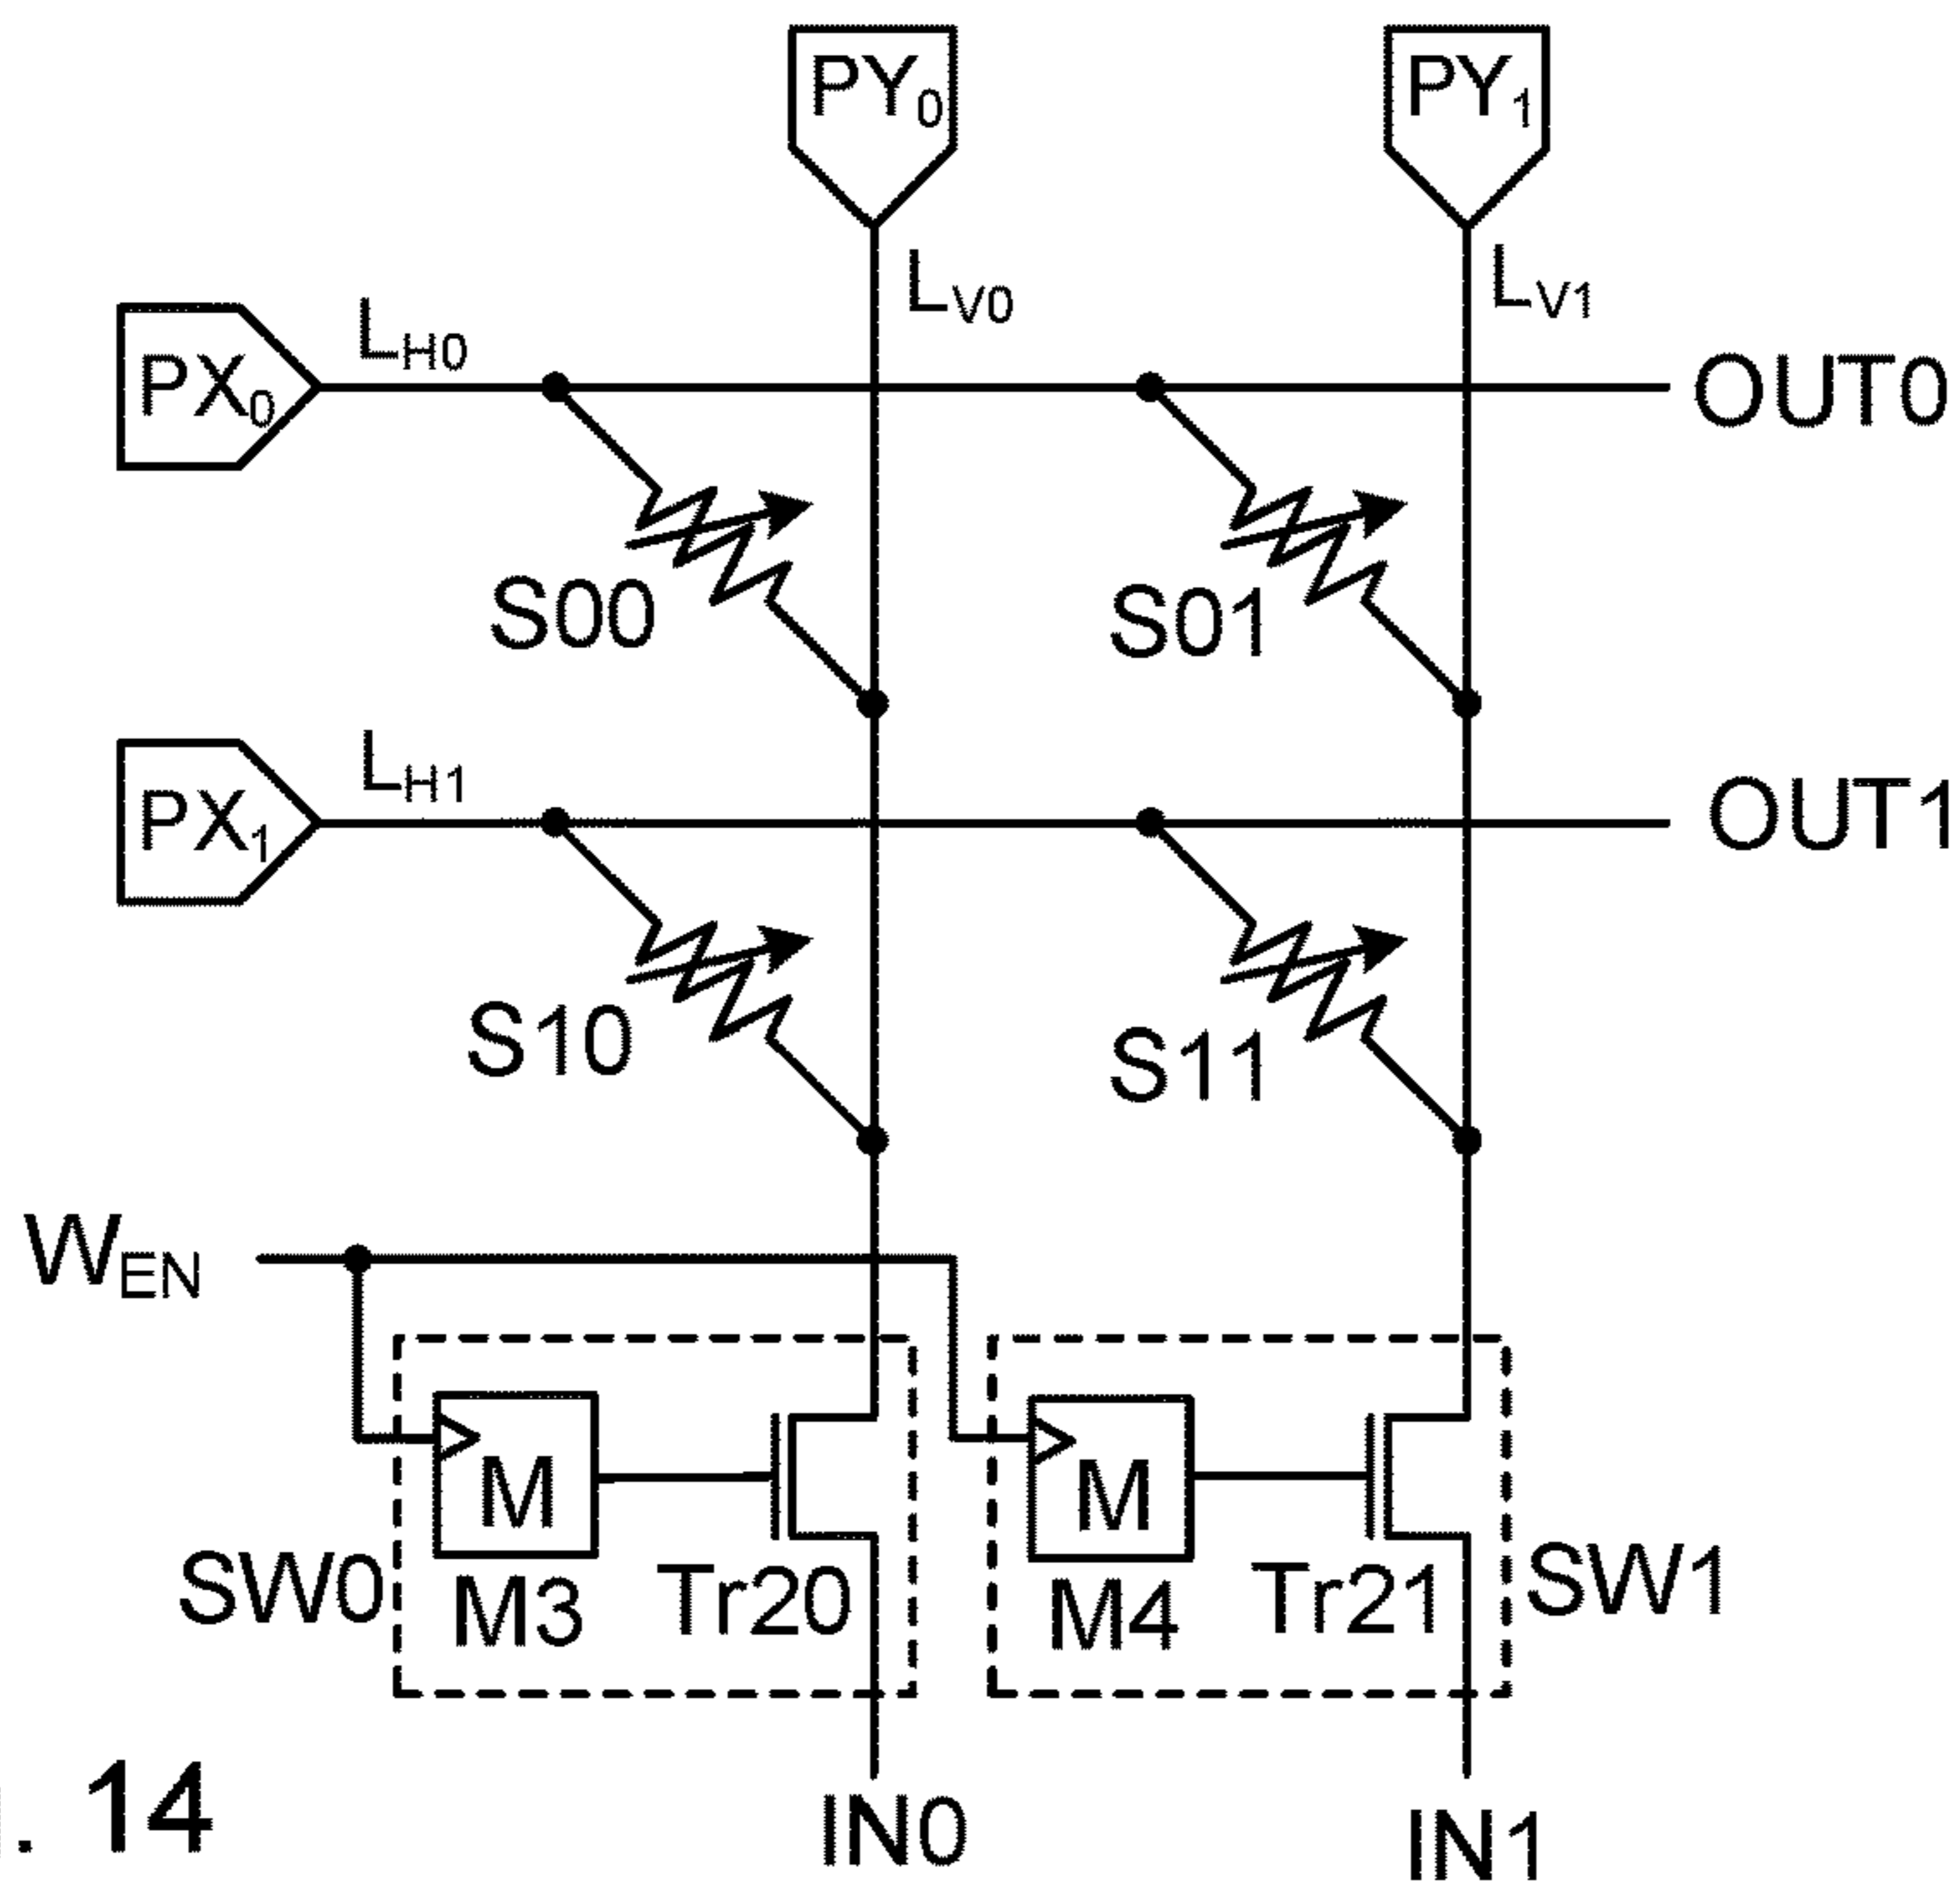 PY0 PY1
LV0 LV1
LH0
PX0 OUT0
S00 S01
LH1
PX1 OUT1
S10 S11
WEN
M M
SW0 M3 Tr20 M4 Tr21 SW1
. 14
IN0 IN1